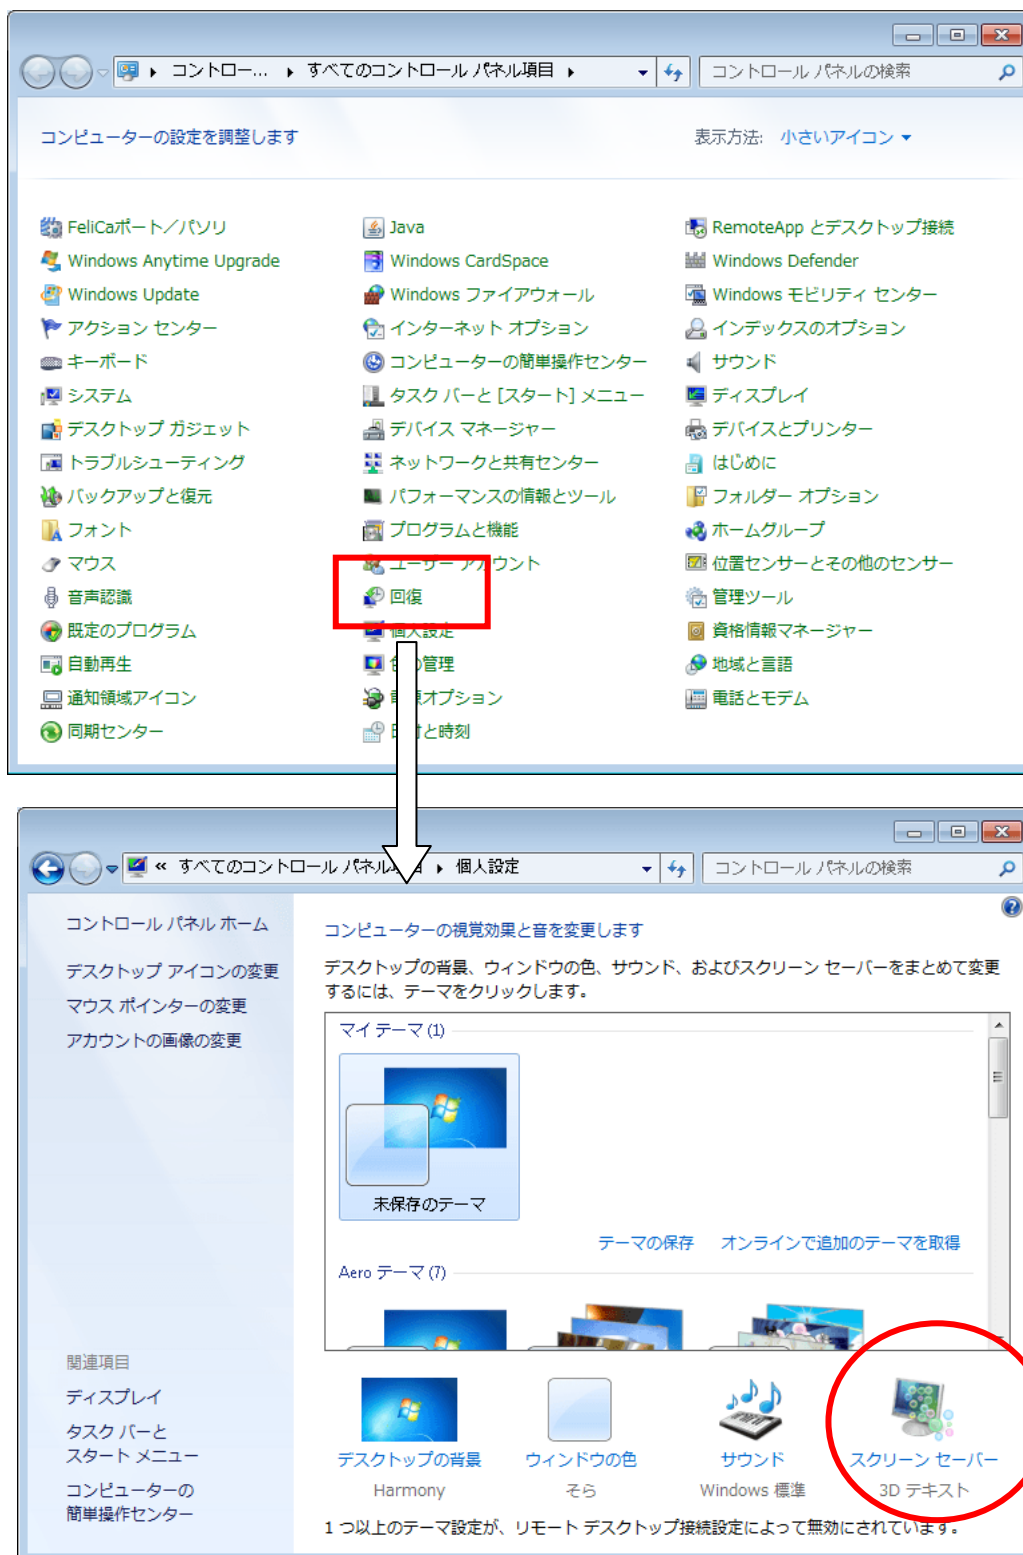 コントロー... すべてのコントロール パネル項目
コントロール パネルの検索
コンピューターの設定を調整します
表示方法: 小さいアイコン
FeliCaポート／パソリ
Java
RemoteApp とデスクトップ接続
Windows Anytime Upgrade
Windows CardSpace
Windows Defender
Windows Update
Windows ファイアウォール
Windows モビリティ センター
アクション センター
インターネット オプション
インデックスのオプション
キーボード
コンピューターの簡単操作センター
サウンド
システム
タスク バーと [スタート] メニュー
ディスプレイ
デスクトップ ガジェット
デバイス マネージャー
デバイスとプリンター
トラブルシューティング
ネットワークと共有センター
はじめに
バックアップと復元
パフォーマンスの情報とツール
フォルダー オプション
フォント
プログラムと機能
ホームグループ
マウス
ユーザー アカウント
位置センサーとその他のセンサー
音声認識
回復
管理ツール
既定のプログラム
個人設定
資格情報マネージャー
自動再生
色の管理
地域と言語
通知領域アイコン
電源オプション
電話とモデム
同期センター
日付と時刻
« すべてのコントロール パネル項目 個人設定
コントロール パネルの検索
コントロール パネル ホーム
デスクトップ アイコンの変更
マウス ポインターの変更
アカウントの画像の変更
コンピューターの視覚効果と音を変更します
デスクトップの背景、ウィンドウの色、サウンド、およびスクリーン セーバーをまとめて変更
するには、テーマをクリックします。
マイ テーマ (1)
未保存のテーマ
テーマの保存
オンラインで追加のテーマを取得
Aero テーマ (7)
関連項目
ディスプレイ
タスク バーと
スタート メニュー
コンピューターの
簡単操作センター
デスクトップの背景
Harmony
ウィンドウの色
そら
サウンド
Windows 標準
スクリーン セーバー
3D テキスト
1 つ以上のテーマ設定が、リモート デスクトップ接続設定によって無効にされています。